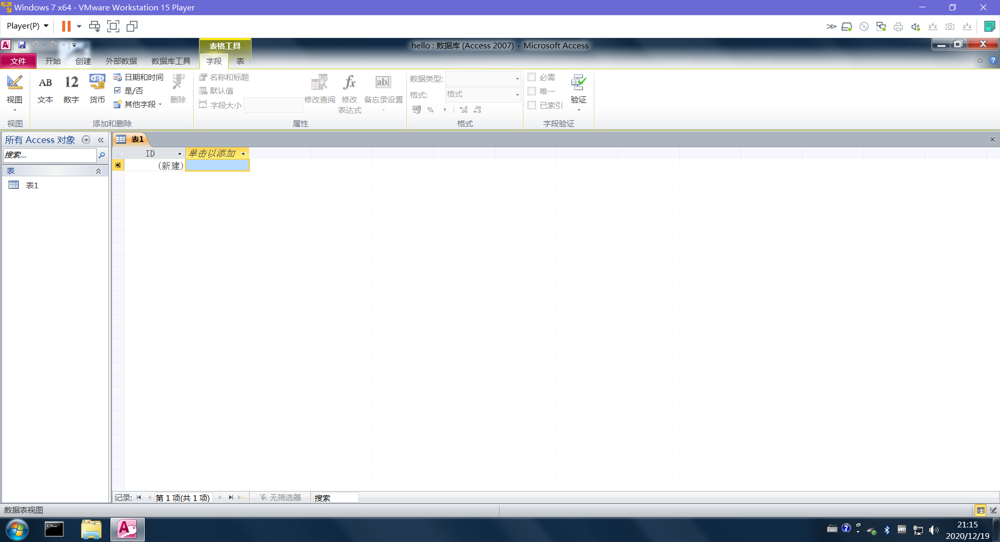 Windows 7 x64 - VMware Workstation 15 Player
Player(P)
表格工具
hello : 数据库 (Access 2007) - Microsoft Access
文件 开始 创建 外部数据 数据库工具 字段 表
视图
AB
文本
12
数字
货币
日期和时间
是/否
其他字段
删除
名称和标题
默认值
字段大小
修改查阅
fx
修改
表达式
ab|
备忘录设置
数据类型:
格式: 格式
% , .00 .00
必需
唯一
已索引
验证
视图 添加和删除 属性 格式 字段验证
所有 Access 对象
搜索...
表
表1
表1
ID 单击以添加
(新建)
记录: 第 1 项(共 1 项) 无筛选器 搜索
数据表视图
21:15
2020/12/19